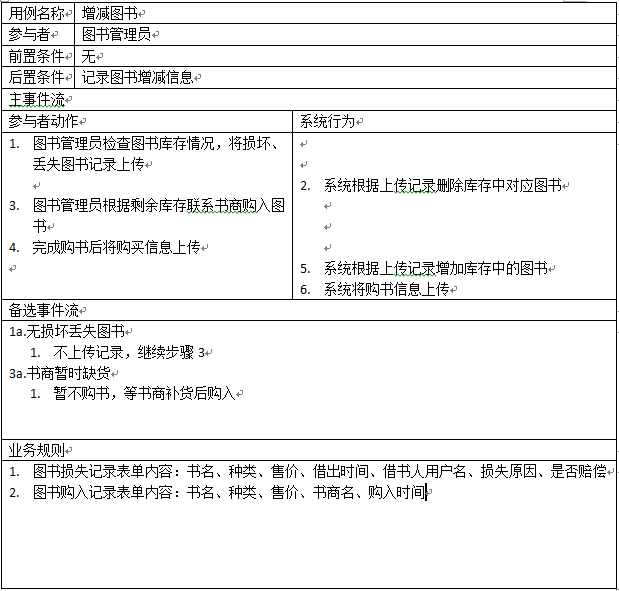 用例名称 增减图书
参与者 图书管理员
前置条件 无
后置条件 记录图书增减信息
主事件流
参与者动作 系统行为
1. 图书管理员检查图书库存情况，将损坏、
丢失图书记录上传
2. 系统根据上传记录删除库存中对应图书
3. 图书管理员根据剩余库存联系书商购入图
书
4. 完成购书后将购买信息上传
5. 系统根据上传记录增加库存中的图书
6. 系统将购书信息上传
备选事件流
1a.无损坏丢失图书
1. 不上传记录，继续步骤 3
3a.书商暂时缺货
1. 暂不购书，等书商补货后购入
业务规则
1. 图书损失记录表单内容：书名、种类、售价、借出时间、借书人用户名、损失原因、是否赔偿
2. 图书购入记录表单内容：书名、种类、售价、书商名、购入时间